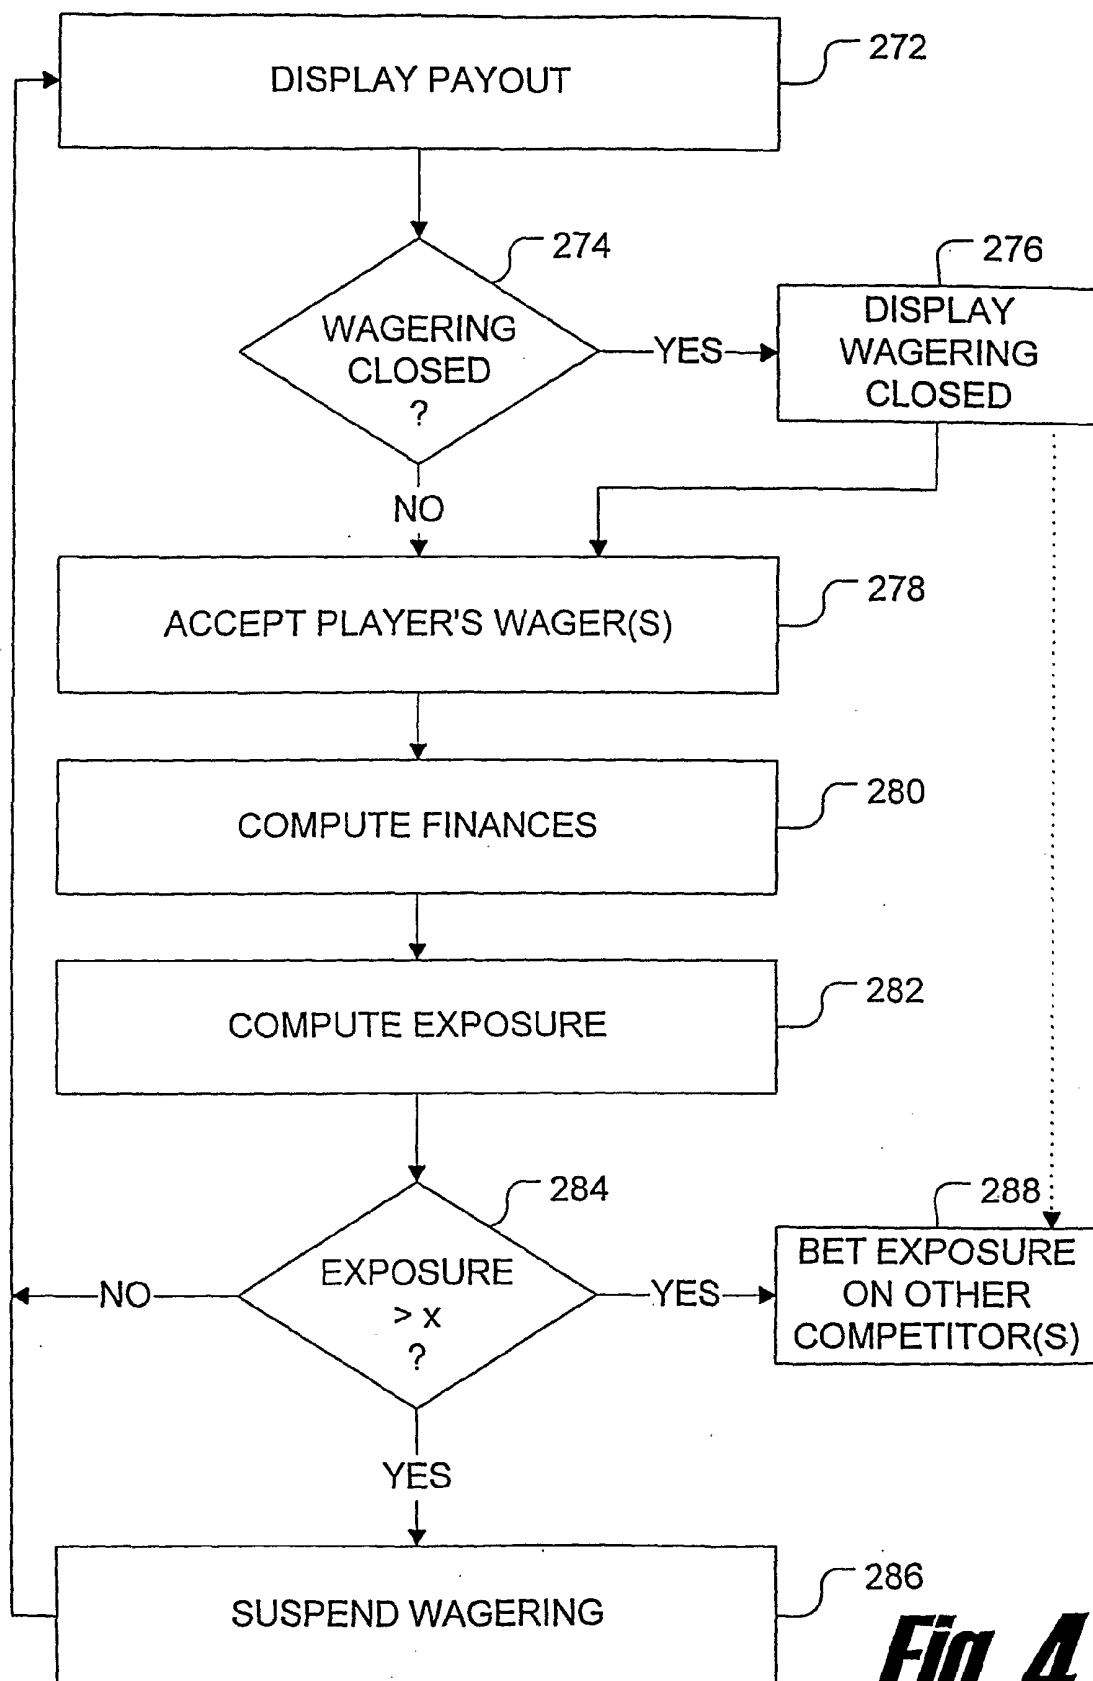 DISPLAY PAYOUT
272
274
WAGERING
CLOSED
?
YES
276
DISPLAY
WAGERING
CLOSED
NO
ACCEPT PLAYER'S WAGER(S)
278
COMPUTE FINANCES
280
COMPUTE EXPOSURE
282
284
EXPOSURE
> x
?
NO
YES
288
BET EXPOSURE
ON OTHER
COMPETITOR(S)
YES
SUSPEND WAGERING
286
Fig 4